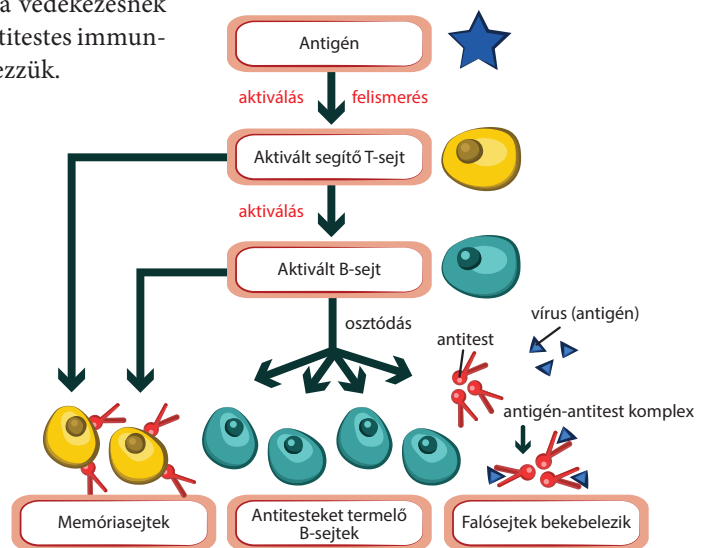 a védekezésnek
titestes immun-
ezzük.
Antigén
aktiválás
felismerés
Aktivált segítő T-sejt
aktiválás
Aktivált B-sejt
osztódás
antitest
vírus (antigén)
antigén-antitest komplex
Memóriasejtek
Antitesteket termelő
B-sejtek
Falósejtek bekebelezik